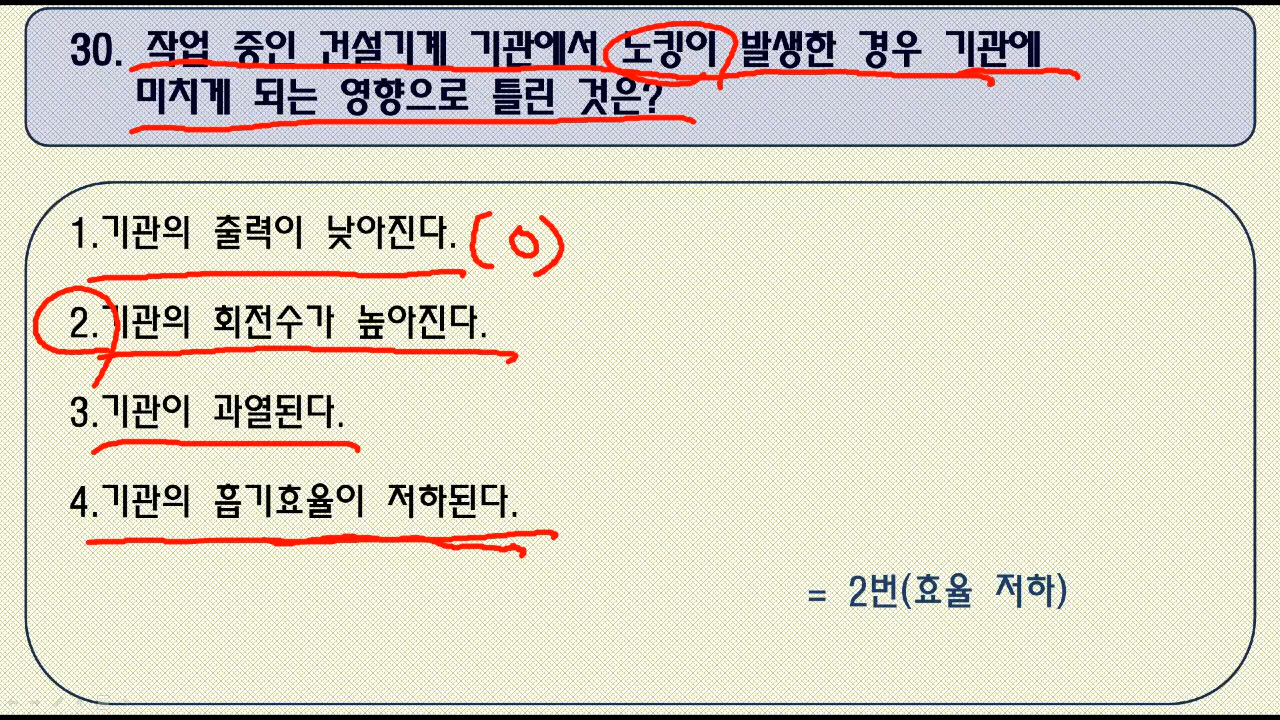 30. 작업 중인 건설기계 기관에서 노킹이 발생한 경우 기관에
미치게 되는 영향으로 틀린 것은?
1.기관의 출력이 낮아진다. (O)
2.기관의 회전수가 높아진다.
3.기관이 과열된다.
4.기관의 흡기효율이 저하된다.
= 2번(효율 저하)